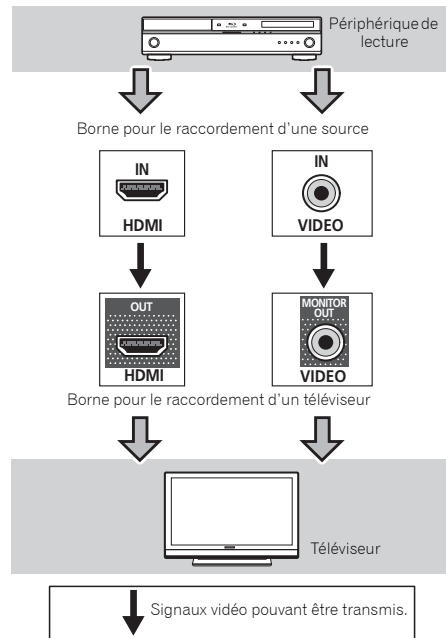 Périphérique de
lecture
Borne pour le raccordement d'une source
IN
HDMI
IN
VIDEO
OUT
HDMI
MONITOR
OUT
VIDEO
Borne pour le raccordement d'un téléviseur
Téléviseur
Signaux vidéo pouvant être transmis.